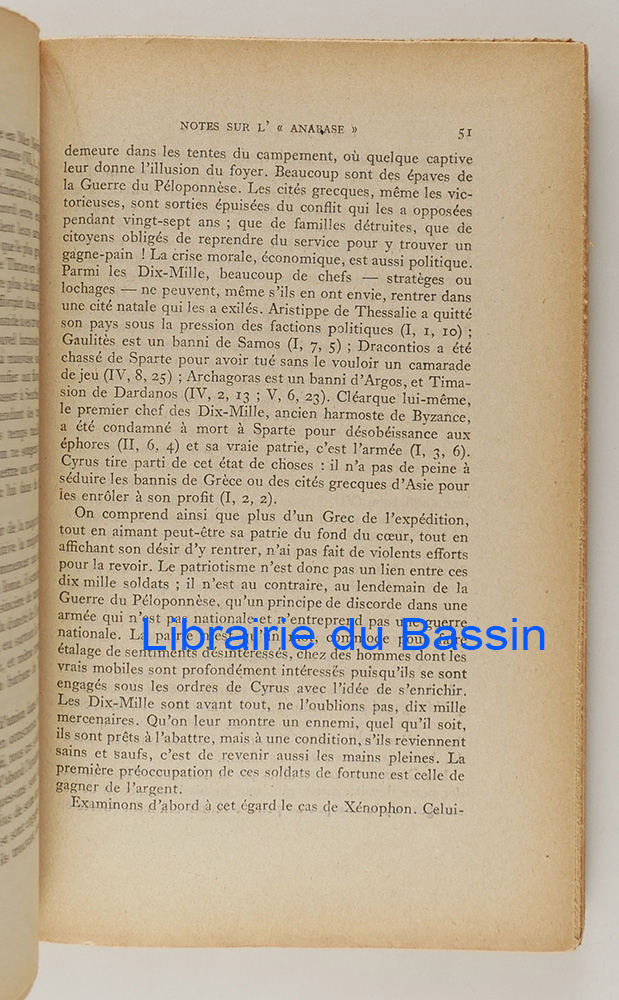 NOTES SUR L' « ANABASE » 51
demeure dans les tentes du campement, où quelque captive
leur donne l'illusion du foyer. Beaucoup sont des épaves de
la Guerre du Péloponnèse. Les cités grecques, même les vic-
torieuses, sont sorties épuisées du conflit qui les a opposées
pendant vingt-sept ans ; que de familles détruites, que de
citoyens obligés de reprendre du service pour y trouver un
gagne-pain ! La crise morale, économique, est aussi politique.
Parmi les Dix-Mille, beaucoup de chefs — stratèges ou
lochages — ne peuvent, même s'ils en ont envie, rentrer dans
une cité natale qui les a exilés. Aristippe de Thessalie a quitté
son pays sous la pression des factions politiques (I, 1, 10) ;
Gaulitès est un banni de Samos (I, 7, 5) ; Dracontios a été
chassé de Sparte pour avoir tué sans le vouloir un camarade
de jeu (IV, 8, 25) ; Archagoras est un banni d'Argos, et Tima-
sion de Dardanos (IV, 2, 13 ; V, 6, 23). Cléarque lui-même,
le premier chef des Dix-Mille, ancien harmoste de Byzance,
a été condamné à mort à Sparte pour désobéissance aux
éphores (II, 6, 4) et sa vraie patrie, c'est l'armée (I, 3, 6).
Cyrus tire parti de cet état de choses : il n'a pas de peine à
séduire les bannis de Grèce ou des cités grecques d'Asie pour
les enrôler à son profit (I, 2, 2).
On comprend ainsi que plus d'un Grec de l'expédition,
tout en aimant peut-être sa patrie du fond du cœur, tout en
affichant son désir d'y rentrer, n'ai pas fait de violents efforts
pour la revoir. Le patriotisme n'est donc pas un lien entre ces
dix mille soldats ; il n'est au contraire, au lendemain de la
Guerre du Péloponnèse, qu'un principe de discorde dans une
armée qui n'est pas nationale et n'entreprend pas une guerre
nationale. La patrie
étalage de sentiments désintéressés, chez des hommes dont les
vrais mobiles sont profondément intéressés puisqu'ils se sont
engagés sous les ordres de Cyrus avec l'idée de s'enrichir.
Les Dix-Mille sont avant tout, ne l'oublions pas, dix mille
mercenaires. Qu'on leur montre un ennemi, quel qu'il soit,
ils sont prêts à l'abattre, mais à une condition, s'ils reviennent
sains et saufs, c'est de revenir aussi les mains pleines. La
première préoccupation de ces soldats de fortune est celle de
gagner de l'argent.
Examinons d'abord à cet égard le cas de Xénophon. Celui-
Librairie du Bassin